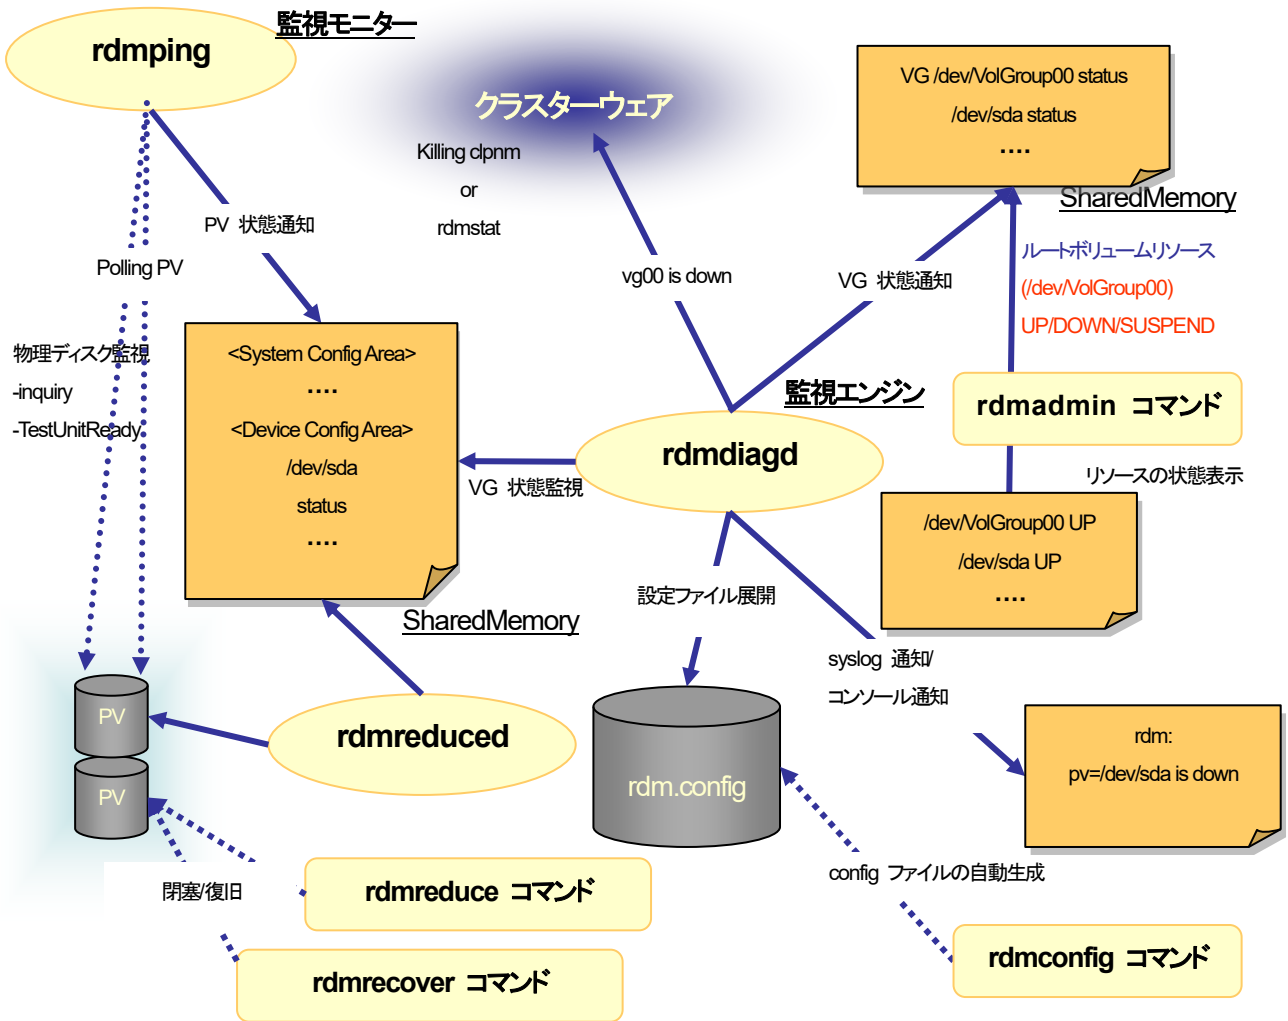 監視モニター
rdmping
クラスターウェア
Killing clpnm
or
rdmstat
VG /dev/VolGroup00 status
/dev/sda status
....
SharedMemory
PV 状態通知
Polling PV
vg00 is down
VG 状態通知
ルートボリュームリソース
(/dev/VolGroup00)
UP/DOWN/SUSPEND
物理ディスク監視
-inquiry
-TestUnitReady
<System Config Area>
....
<Device Config Area>
/dev/sda
status
....
SharedMemory
監視エンジン
rdmdiagd
VG 状態監視
rdmadmin コマンド
リソースの状態表示
/dev/VolGroup00 UP
/dev/sda UP
....
設定ファイル展開
syslog 通知/
コンソール通知
PV
PV
rdmreduced
rdm.config
rdm:
pv=/dev/sda is down
閉塞/復旧
rdmreduce コマンド
rdmrecover コマンド
config ファイルの自動生成
rdmconfig コマンド